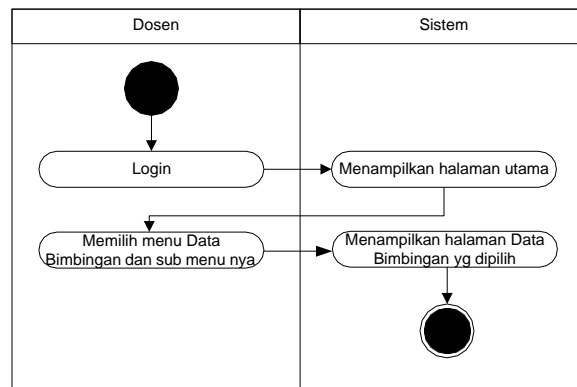 Dosen
Sistem
Login
Menampilkan halaman utama
Memilih menu Data
Bimbingan dan sub menu nya
Menampilkan halaman Data
Bimbingan yg dipilih